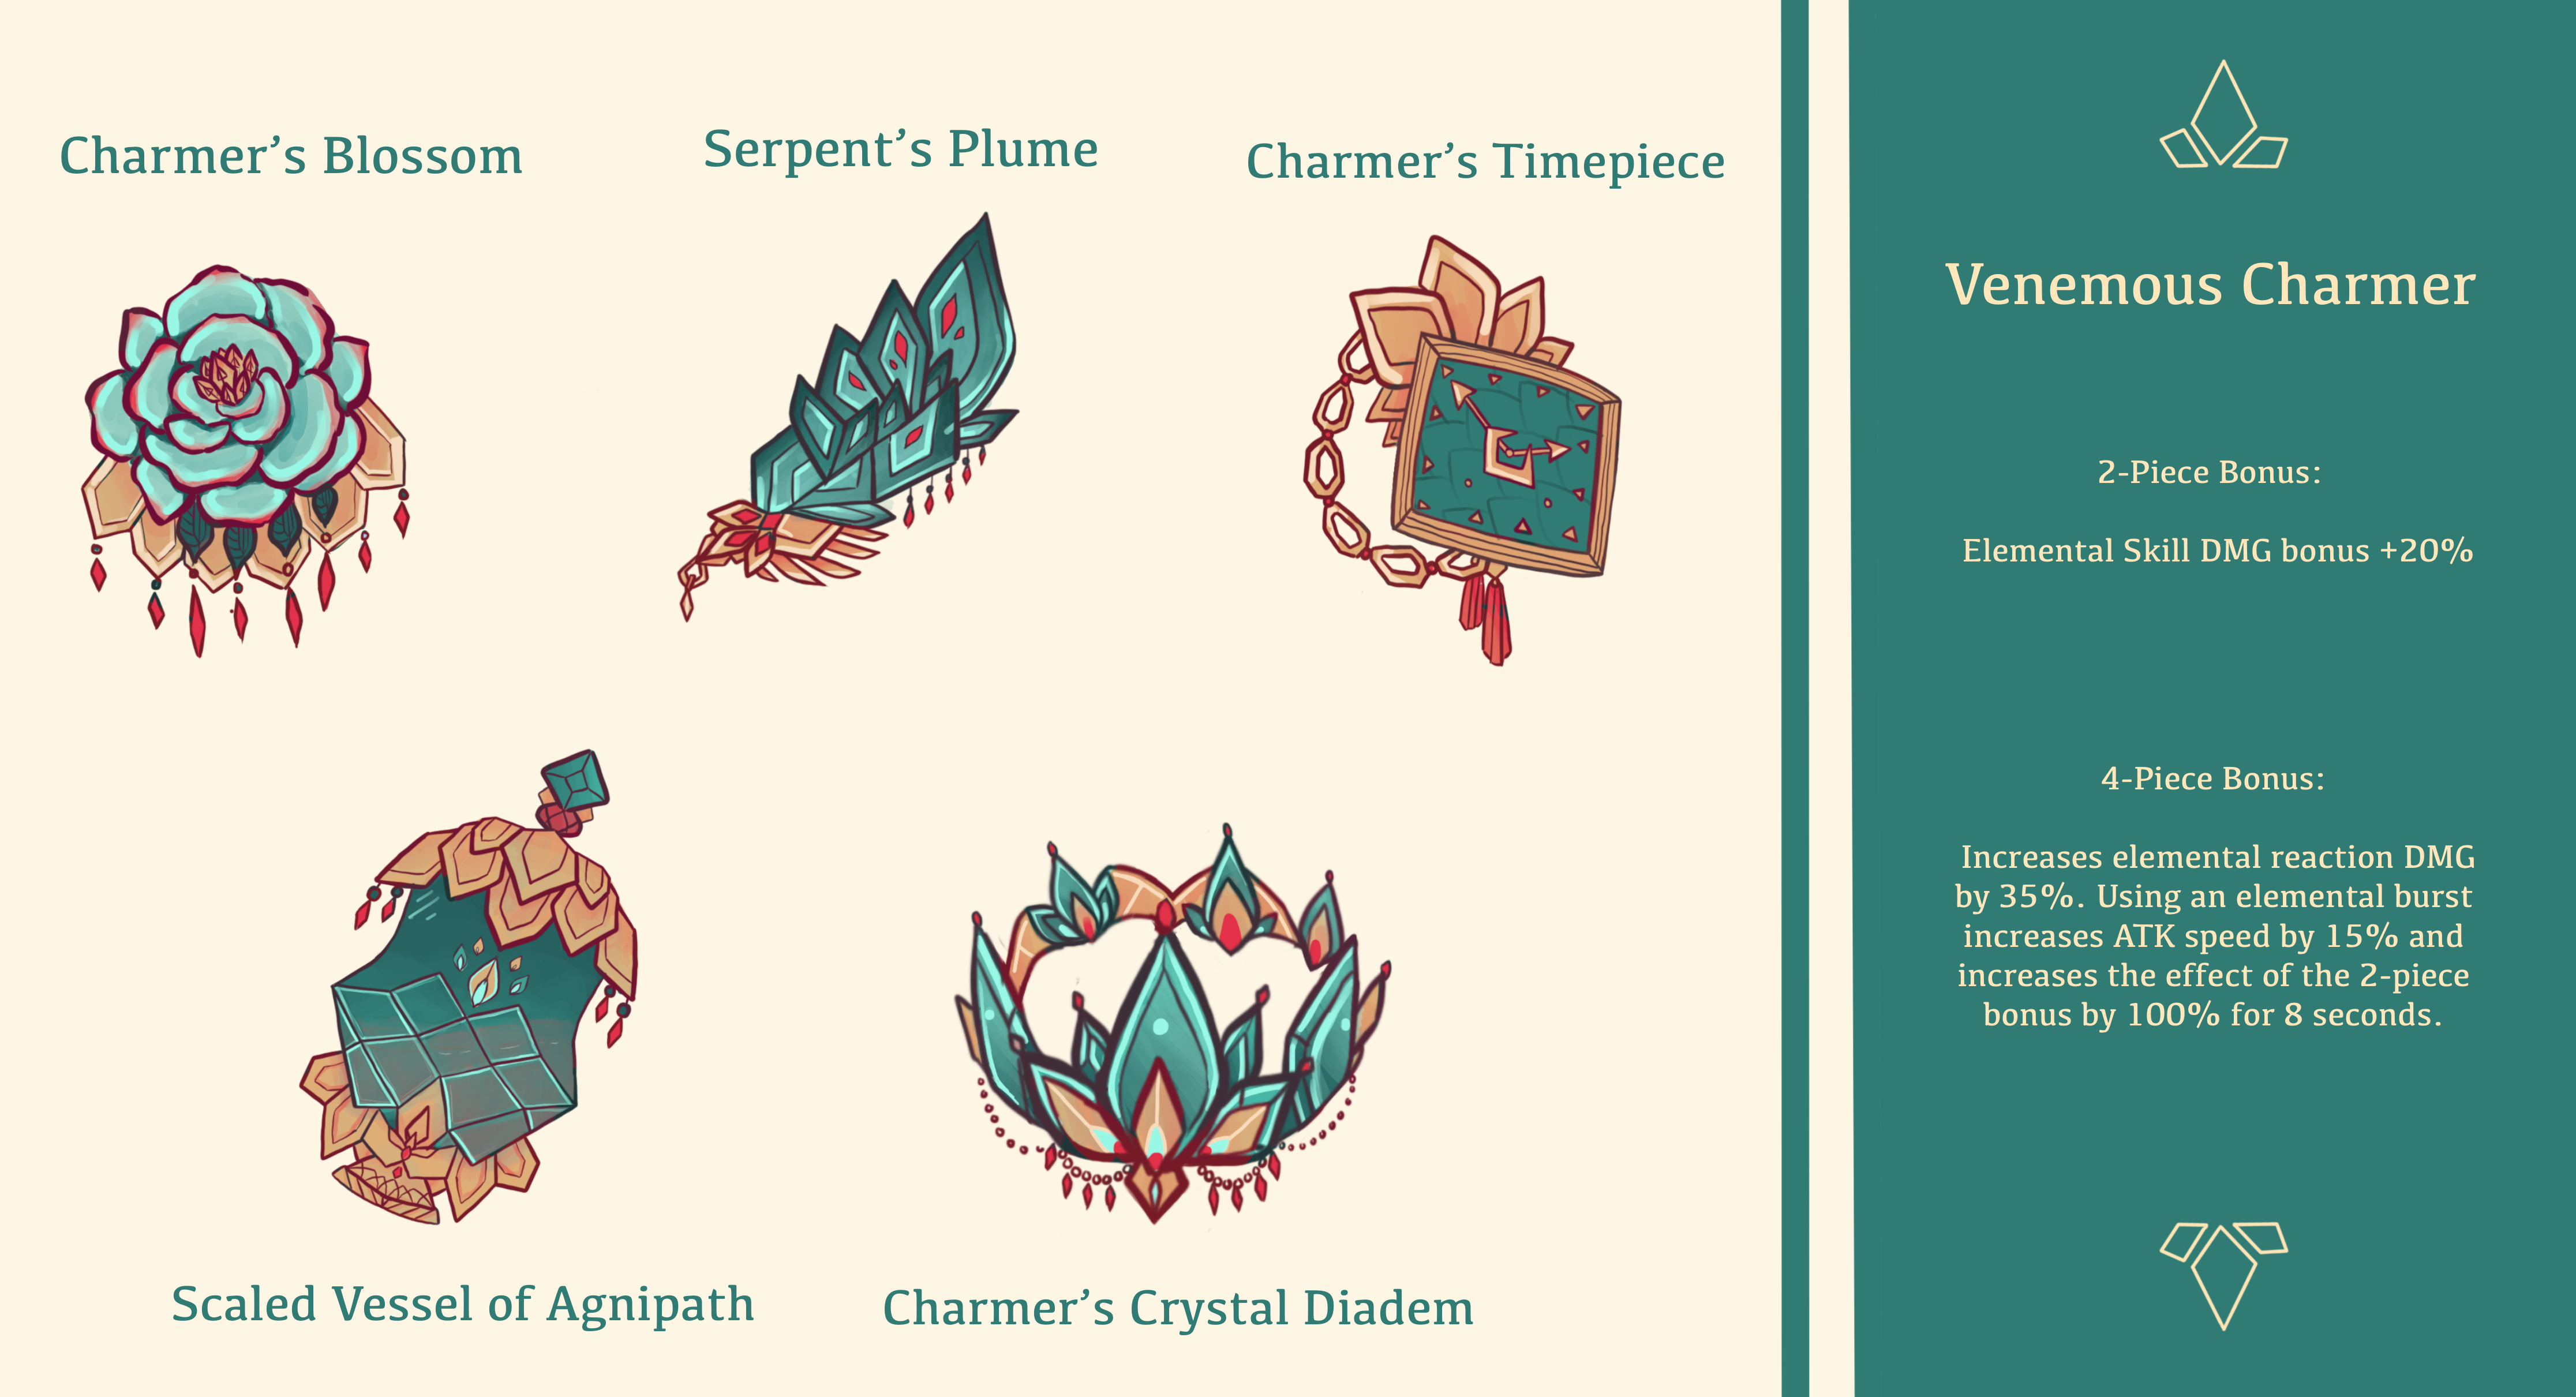 Charmer’s Blossom
Serpent’s Plume
Charmer’s Timepiece
Scaled Vessel of Agnipath
Charmer’s Crystal Diadem
Venemous Charmer
2-Piece Bonus:
Elemental Skill DMG bonus +20%
4-Piece Bonus:
Increases elemental reaction DMG
by 35%. Using an elemental burst
increases ATK speed by 15% and
increases the effect of the 2-piece
bonus by 100% for 8 seconds.